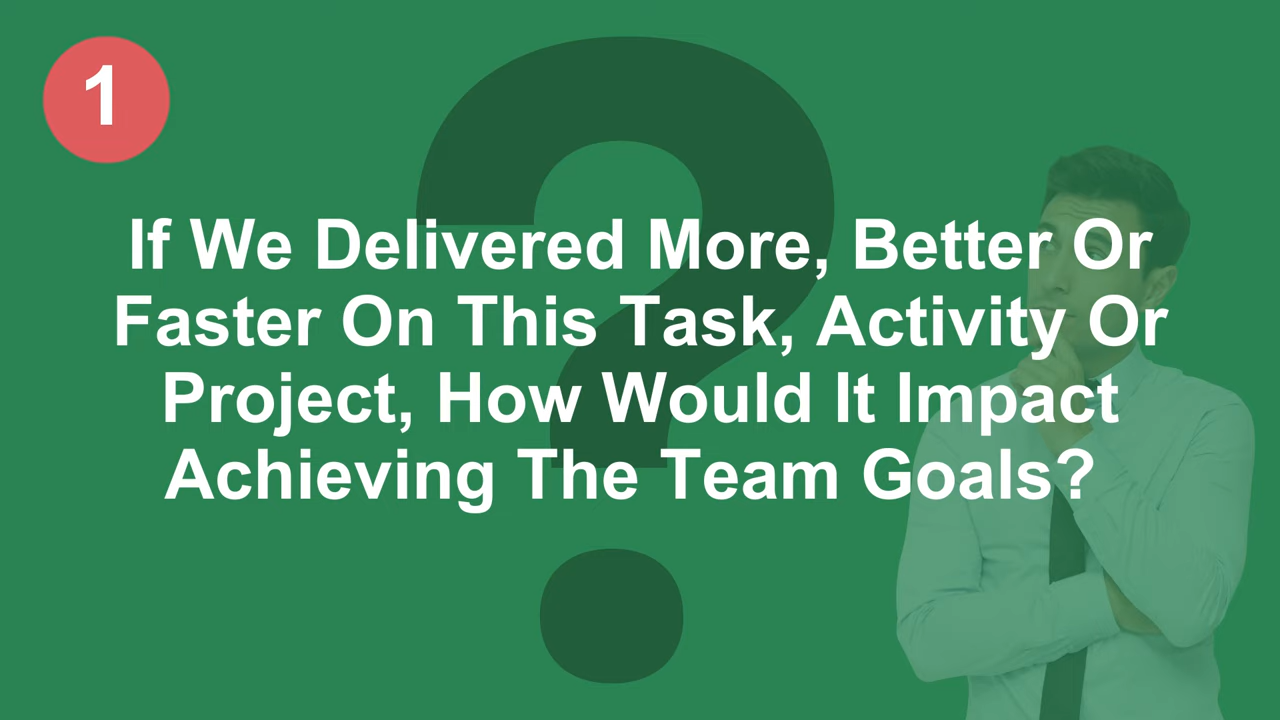 1
If We Delivered More, Better Or
Faster On This Task, Activity Or
Project, How Would It Impact
Achieving The Team Goals?